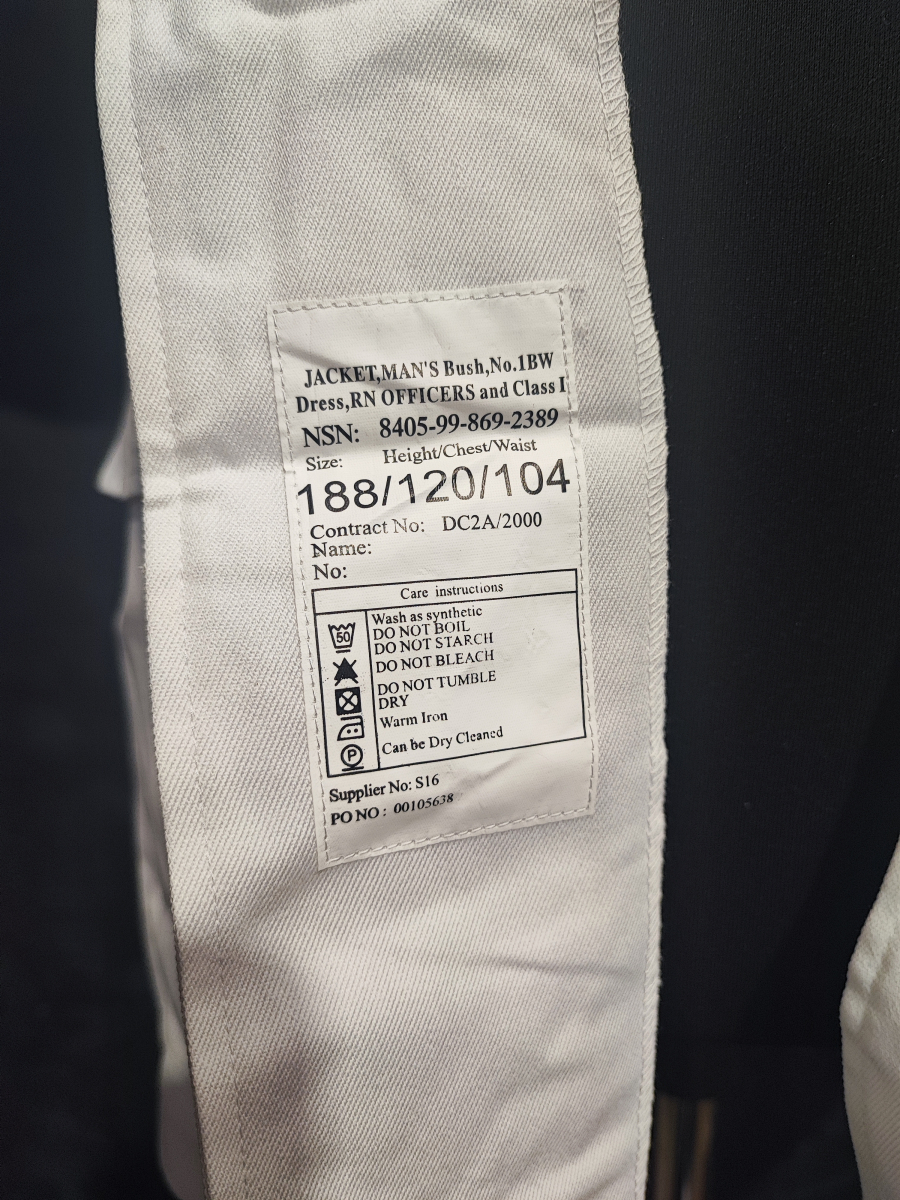 JACKET,MAN'S Bush,No.1BW
Dress,RN OFFICERS and Class I
NSN: 8405-99-869-2389
Size: Height/Chest/Waist
188/120/104
Contract No: DC2A/2000
Name:
No:
Care instructions
50
Wash as synthetic
DO NOT BOIL
DO NOT STARCH
DO NOT BLEACH
DO NOT TUMBLE
DRY
Warm Iron
P
Can be Dry Cleaned
Supplier No: S16
PO NO : 00105638